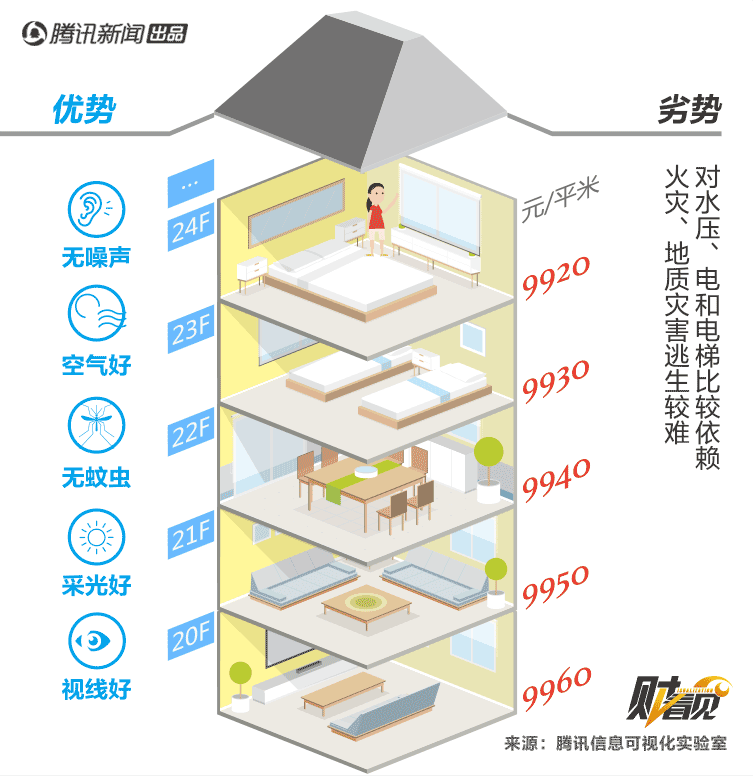 腾讯新闻 出品
优势
劣势
...
24F
23F
22F
21F
20F
无噪声
空气好
无蚊虫
采光好
视线好
元/平米
9920
9930
9940
9950
9960
对水压、电和电梯比较依赖
火灾、地质灾害逃生较难
财看见
来源：腾讯信息可视化实验室